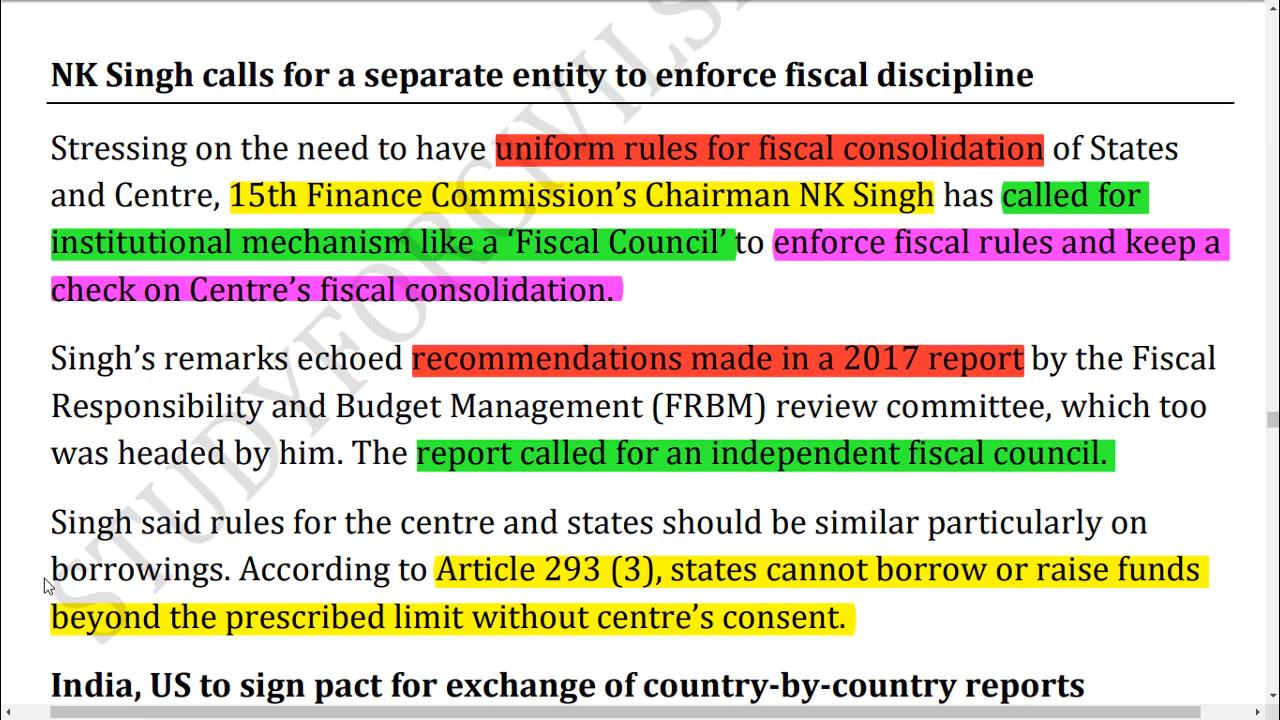 NK Singh calls for a separate entity to enforce fiscal discipline
Stressing on the need to have uniform rules for fiscal consolidation of States
and Centre, 15th Finance Commission’s Chairman NK Singh has called for
institutional mechanism like a ‘Fiscal Council’ to enforce fiscal rules and keep a
check on Centre’s fiscal consolidation.
Singh’s remarks echoed recommendations made in a 2017 report by the Fiscal
Responsibility and Budget Management (FRBM) review committee, which too
was headed by him. The report called for an independent fiscal council.
Singh said rules for the centre and states should be similar particularly on
borrowings. According to Article 293 (3), states cannot borrow or raise funds
beyond the prescribed limit without centre’s consent.
India, US to sign pact for exchange of country-by-country reports
STUDYFORCIVILS